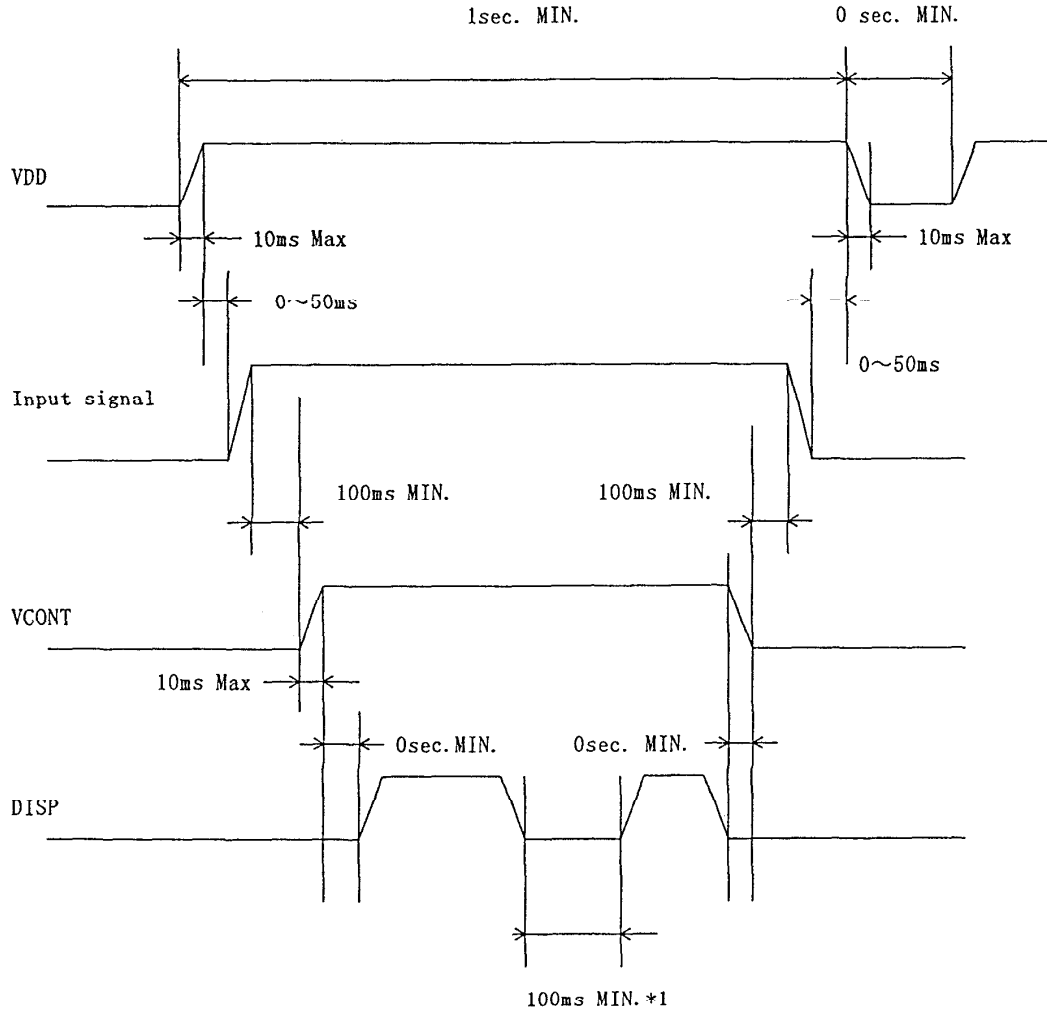 1sec. MIN.
0 sec. MIN.
VDD
10ms Max
10ms Max
0~50ms
0~50ms
Input signal
100ms MIN.
100ms MIN.
VCONT
10ms Max
0sec.MIN.
0sec. MIN.
DISP
100ms MIN.*1